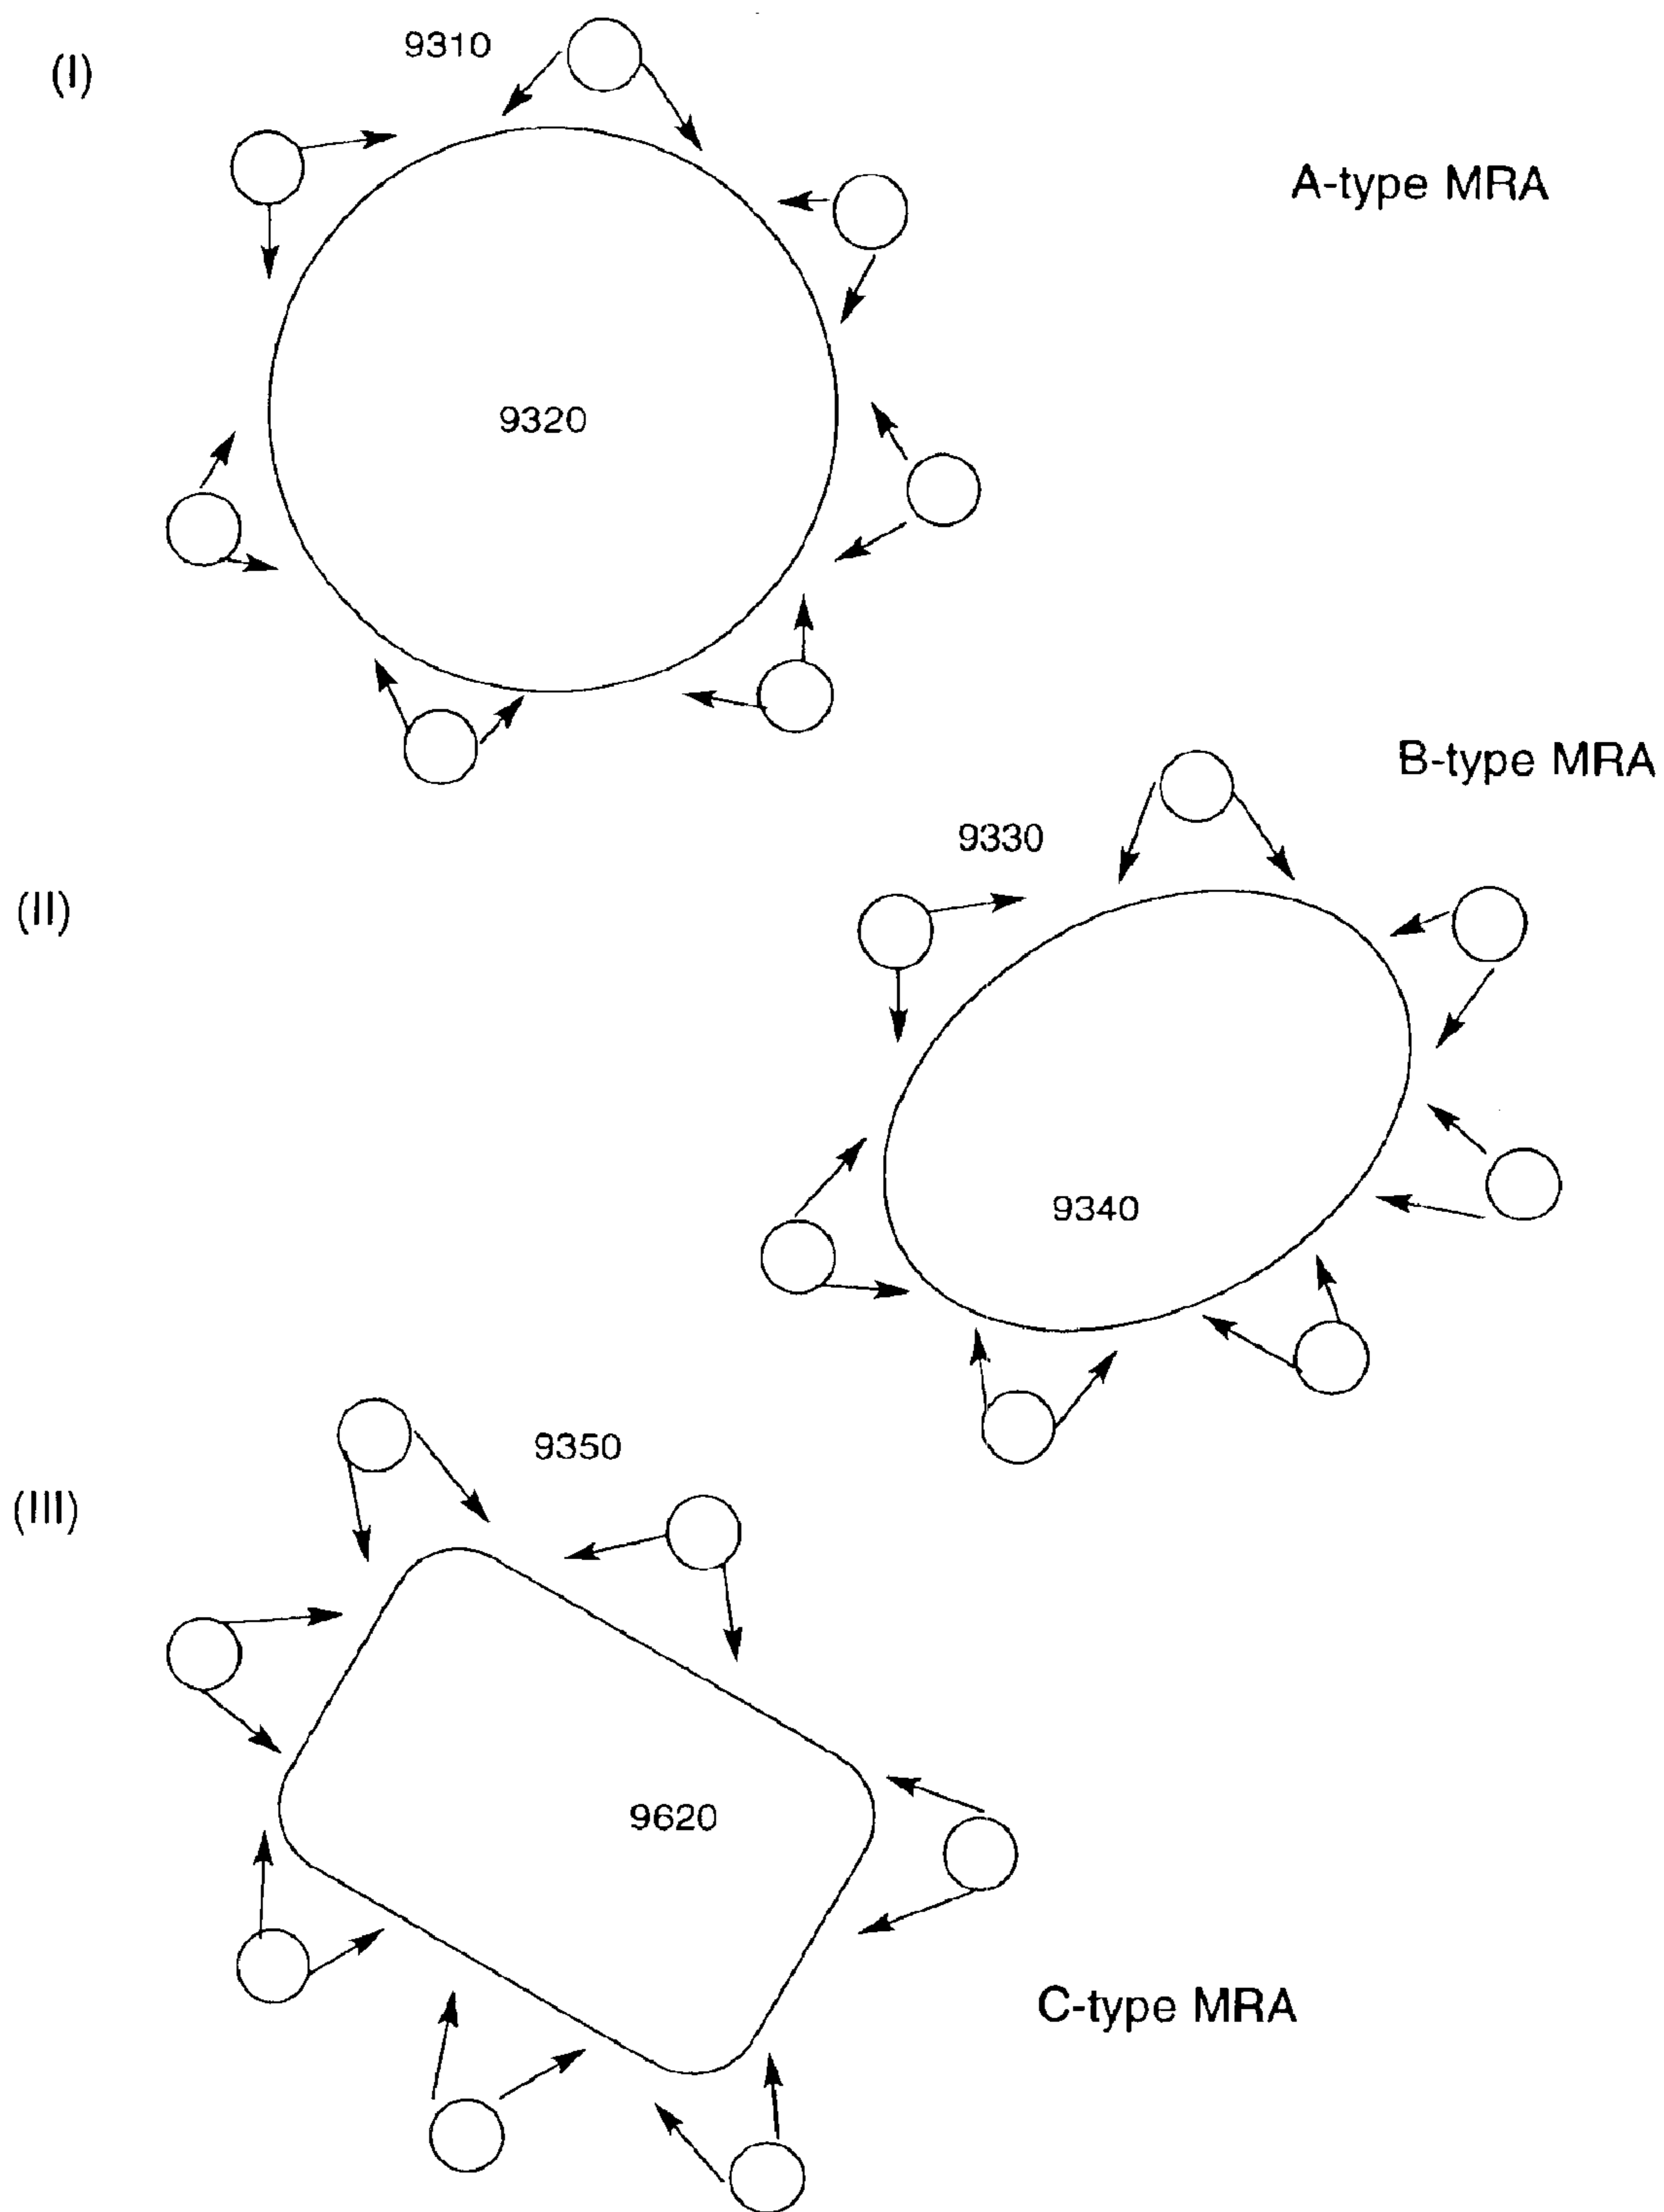 (I)
9310
A-type MRA
9320
B-type MRA
9330
(II)
9340
9350
(III)
9620
C-type MRA